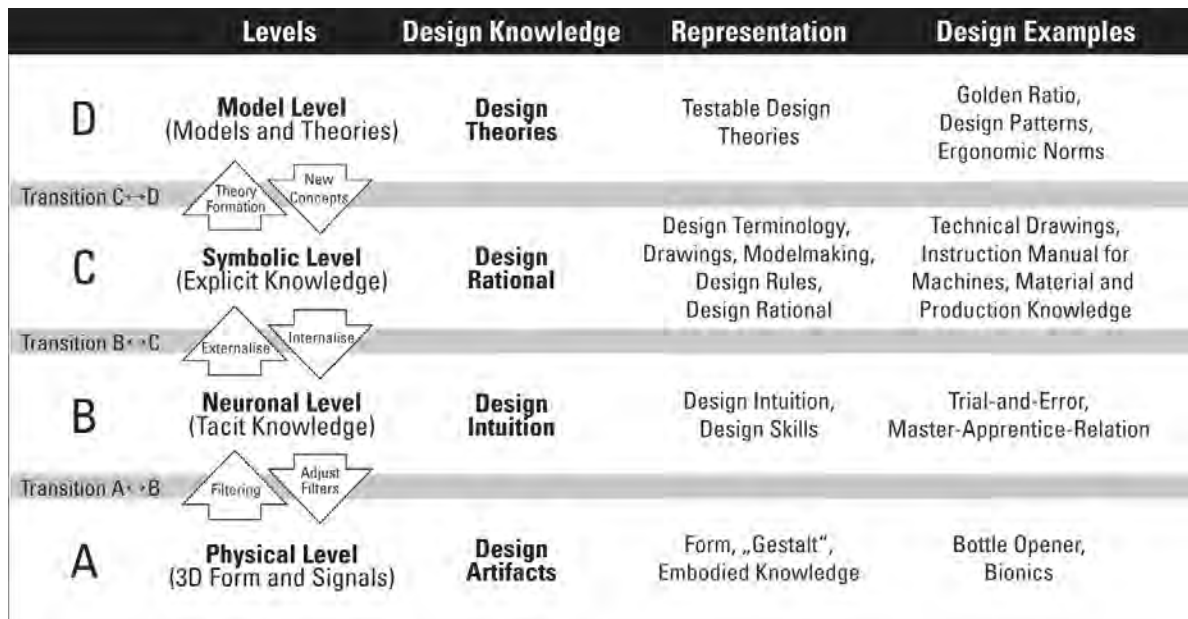 Levels Design Knowledge Representation Design Examples
D
Model Level
(Models and Theories)
Design
Theories
Testable Design
Theories
Golden Ratio,
Design Patterns,
Ergonomic Norms
Transition C↔D
Theory
Formation
New
Concepts
C
Symbolic Level
(Explicit Knowledge)
Design
Rational
Design Terminology,
Drawings, Modelmaking,
Design Rules,
Design Rational
Technical Drawings,
Instruction Manual for
Machines, Material and
Production Knowledge
Transition B↔C
Externalise
Internalise
B
Neuronal Level
(Tacit Knowledge)
Design
Intuition
Design Intuition,
Design Skills
Trial-and-Error,
Master-Apprentice-Relation
Transition A↔B
Filtering
Adjust
Filters
A
Physical Level
(3D Form and Signals)
Design
Artifacts
Form, „Gestalt“,
Embodied Knowledge
Bottle Opener,
Bionics